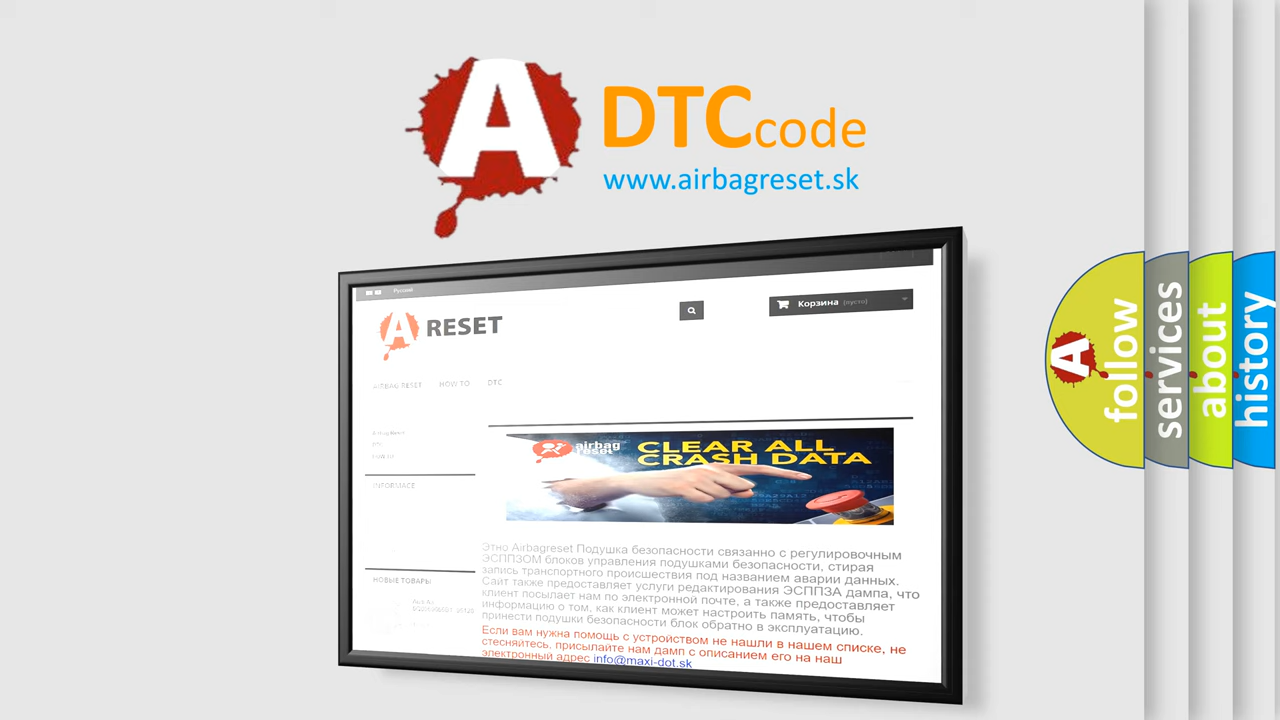 A DTCcode
www.airbagreset.sk
Русский
A RESET
Корзина (пусто)
AIRBAG RESET HOW TO DTC
Airbag Reset
DTC
INFORMACE
airbag
reset
CLEAR ALL
CRASH DATA
Этно Airbagreset Подушка безопасности связанно с регулировочным
ЭСППЗОМ блоков управления подушками безопасности, стирая
запись транспортного происшествия под названием аварии данных.
Сайт также предоставляет услуги редактирования ЭСППЗА дампа, что
клиент посылает нам по электронной почте, а также предоставляет
информацию о том, как клиент может настроить память, чтобы
принести подушки безопасности блок обратно в эксплуатацию.
Если вам нужна помощь с устройством не нашли в нашем списке, не
стесняйтесь, присылайте нам дамп с описанием его на наш
электронный адрес info@maxi-dot.sk
НОВЫЕ ТОВАРЫ
A follow
services
about
history